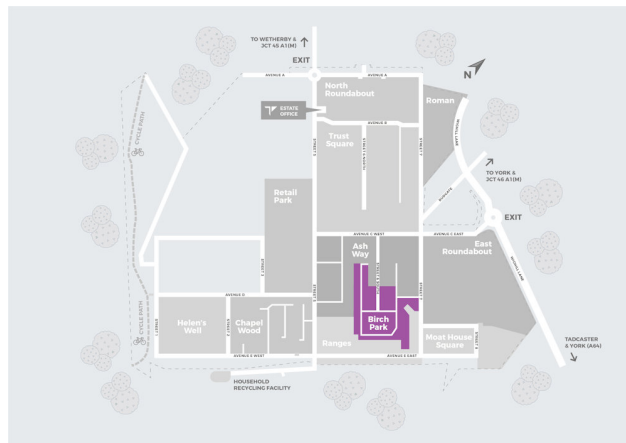 TO WETHERBY &
JCT 45 A1(M)
EXIT
AVENUE A
AVENUE A
N
North
Roundabout
ESTATE
OFFICE
Roman
AVENUE B
CYCLE PATH
Trust
Square
TO YORK &
JCT 46 A1(M)
Retail
Park
EXIT
AVENUE C WEST
AVENUE C EAST
Ash
Way
East
Roundabout
AVENUE D
Birch
Park
Helen's
Well
Chapel
Wood
Ranges
Moat House
Square
CYCLE PATH
AVENUE E WEST
AVENUE E EAST
TADCASTER
& YORK (A64)
HOUSEHOLD
RECYCLING FACILITY